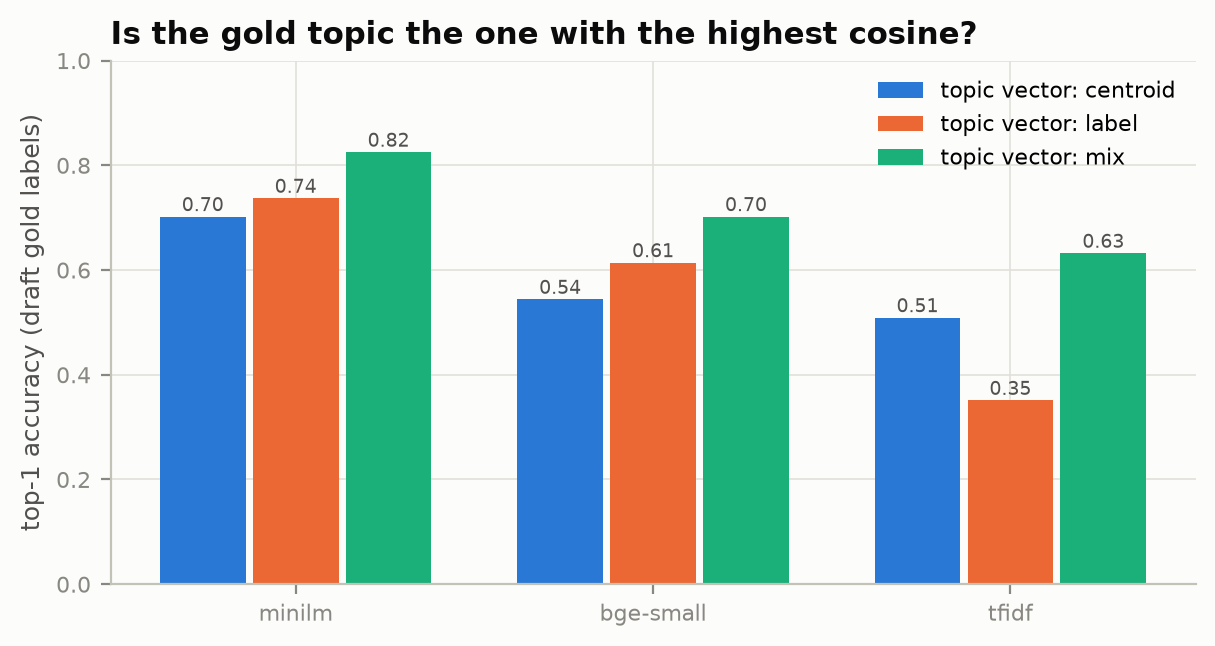 Is the gold topic the one with the highest cosine?
top-1 accuracy (draft gold labels)
1.0
0.8
0.6
0.4
0.2
0.0
topic vector: centroid
topic vector: label
topic vector: mix
0.70
0.74
0.82
0.54
0.61
0.70
0.51
0.35
0.63
minilm
bge-small
tfidf